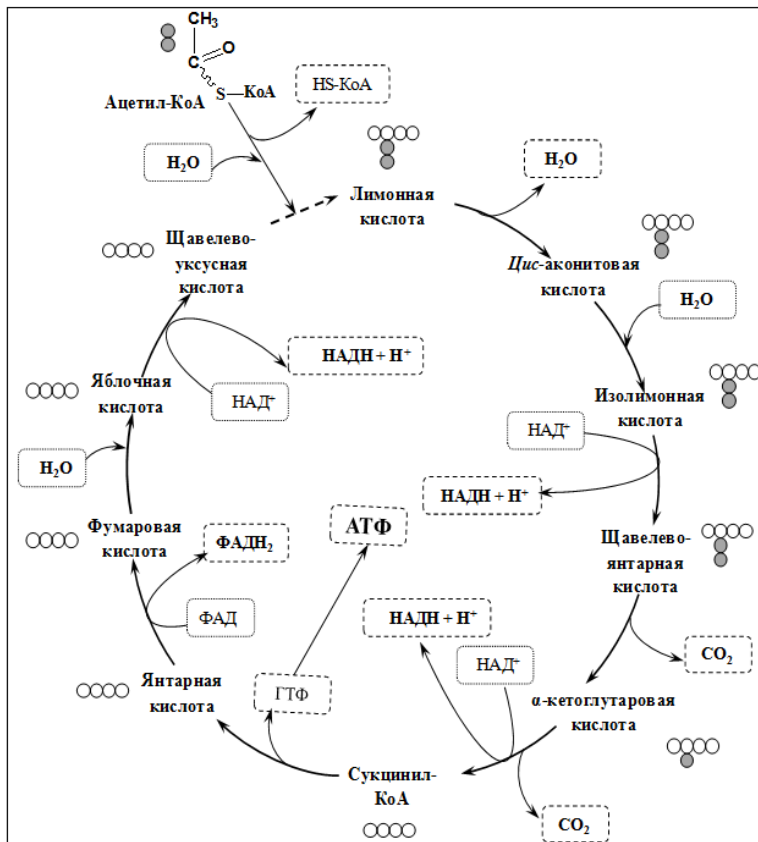 CH3
C
O
S—KoA
Ацетил-КоА
HS-КоА
H2O
Лимонная
кислота
H2O
Цис-аконитовая
кислота
H2O
Изолимонная
кислота
НАД+
НАДН + Н+
Щавелево-
янтарная
кислота
CO2
α-кетоглутаровая
кислота
НАД+
НАДН + Н+
CO2
Сукцинил-
КоА
ГТФ
АТФ
Янтарная
кислота
ФАД
ФАДН2
Фумаровая
кислота
H2O
Яблочная
кислота
НАД+
НАДН + Н+
Щавелево-
уксусная
кислота